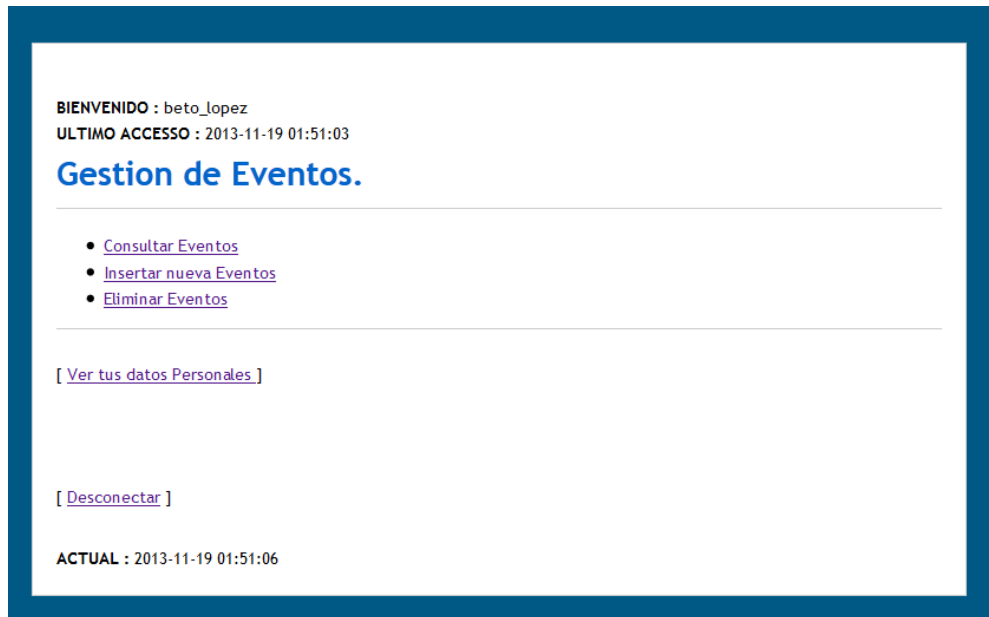 BIENVENIDO : beto_lopez
ULTIMO ACCESSO : 2013-11-19 01:51:03
Gestion de Eventos.
Consultar Eventos
Insertar nueva Eventos
Eliminar Eventos
[ Ver tus datos Personales ]
[ Desconectar ]
ACTUAL : 2013-11-19 01:51:06